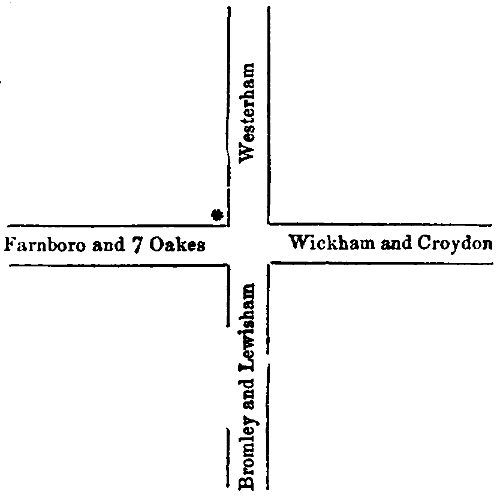 Westerham
*
Farnboro and 7 Oakes
Wickham and Croydon
Bromley and Lewisham